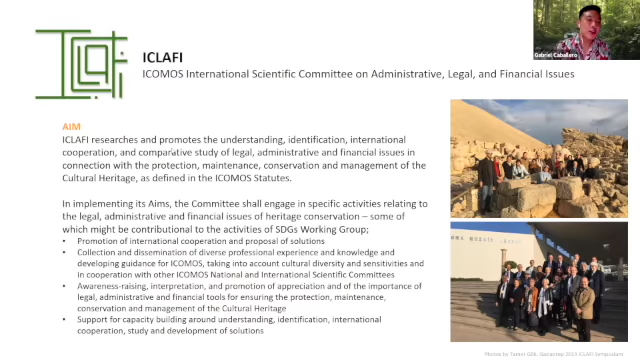 Gabriel Caballero
ICLAFI
ICLAFI
ICOMOS International Scientific Committee on Administrative, Legal, and Financial Issues
AIM
ICLAFI researches and promotes the understanding, identification, international
cooperation, and comparative study of legal, administrative and financial issues in
connection with the protection, maintenance, conservation and management of the
Cultural Heritage, as defined in the ICOMOS Statutes.
In implementing its Aims, the Committee shall engage in specific activities relating to
the legal, administrative and financial issues of heritage conservation – some of
which might be contributional to the activities of SDGs Working Group;
• Promotion of international cooperation and proposal of solutions
• Collection and dissemination of diverse professional experience and knowledge and
developing guidance for ICOMOS, taking into account cultural diversity and sensitivities and
in cooperation with other ICOMOS National and International Scientific Committees
• Awareness-raising, interpretation, and promotion of appreciation and of the importance of
legal, administrative and financial tools for ensuring the protection, maintenance,
conservation and management of the Cultural Heritage
• Support for capacity building around understanding, identification, international
cooperation, study and development of solutions
Photos by Tamer Gök, Gaziantep 2019 ICLAFI Symposium